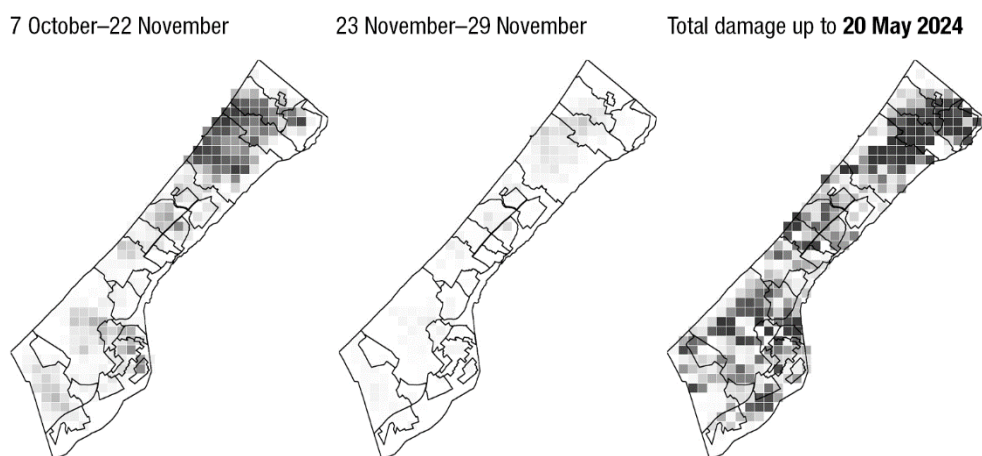 7 October–22 November
23 November–29 November
Total damage up to 20 May 2024